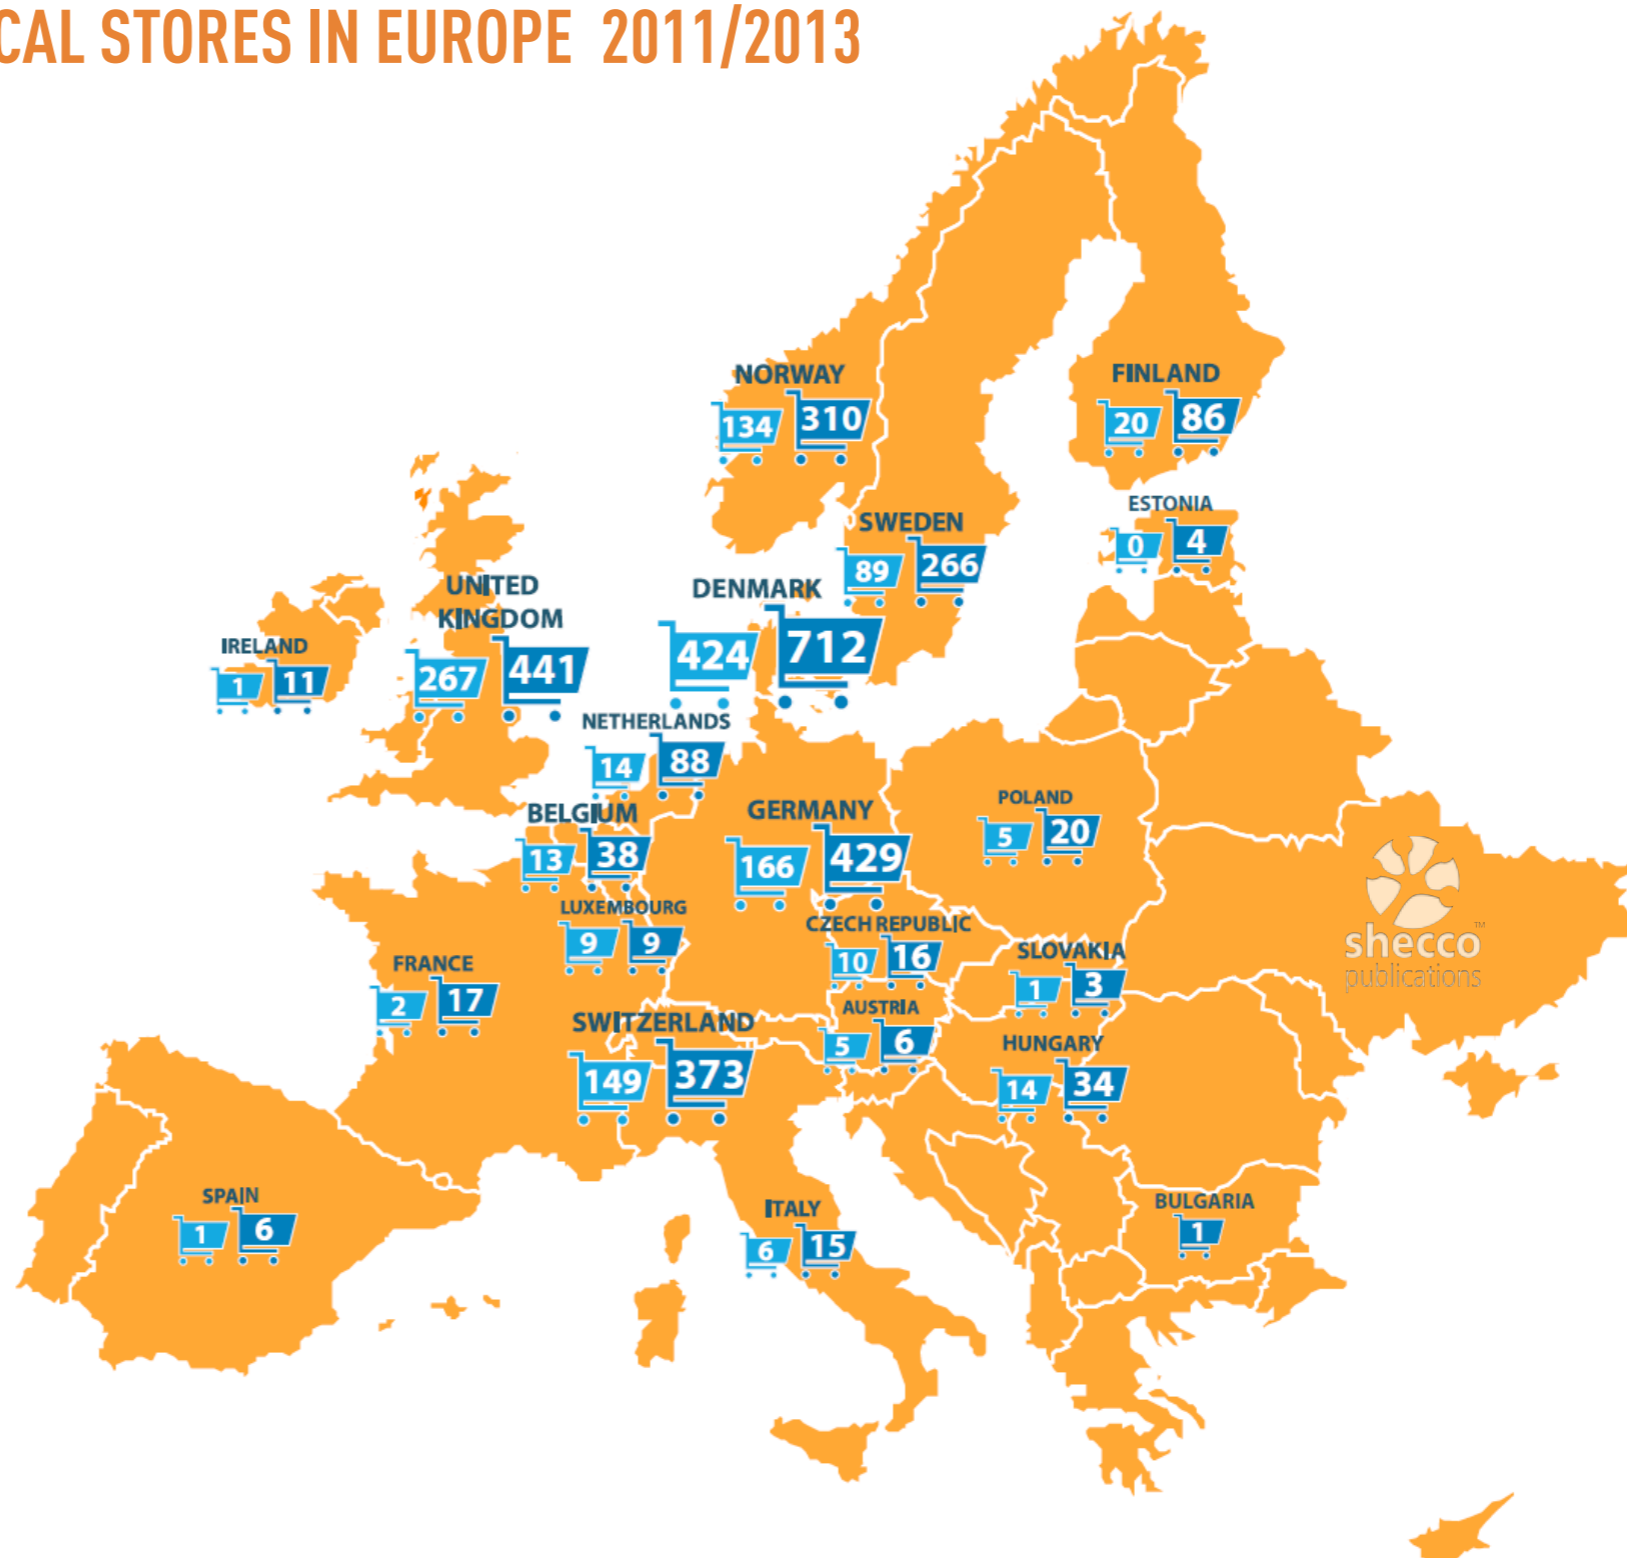 CAL STORES IN EUROPE 2011/2013
NORWAY
134 310
FINLAND
20 86
ESTONIA
0 4
SWEDEN
89 266
DENMARK
424 712
UNITED
KINGDOM
267 441
IRELAND
1 11
NETHERLANDS
14 88
BELGIUM
13 38
GERMANY
166 429
POLAND
5 20
LUXEMBOURG
9 9
CZECH REPUBLIC
10 16
SLOVAKIA
1 3
FRANCE
2 17
AUSTRIA
5 6
SWITZERLAND
149 373
HUNGARY
14 34
SPAIN
1 6
ITALY
6 15
BULGARIA
1
shecco™
publications